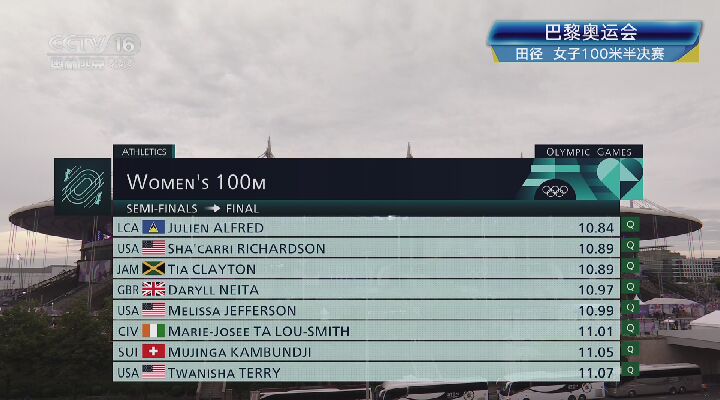 CCTV 16
巴黎奥运会
田径 女子100米半决赛
ATHLETICS
OLYMPIC GAMES
WOMEN'S 100M
SEMI-FINALS → FINAL
LCA JULIEN ALFRED 10.84 Q
USA SHA'CARRI RICHARDSON 10.89 Q
JAM TIA CLAYTON 10.89 Q
GBR DARYLL NEITA 10.97 Q
USA MELISSA JEFFERSON 10.99 Q
CIV MARIE-JOSEE TA LOU-SMITH 11.01 Q
SUI MUJINGA KAMBUNDJI 11.05 Q
USA TWANISHA TERRY 11.07 Q